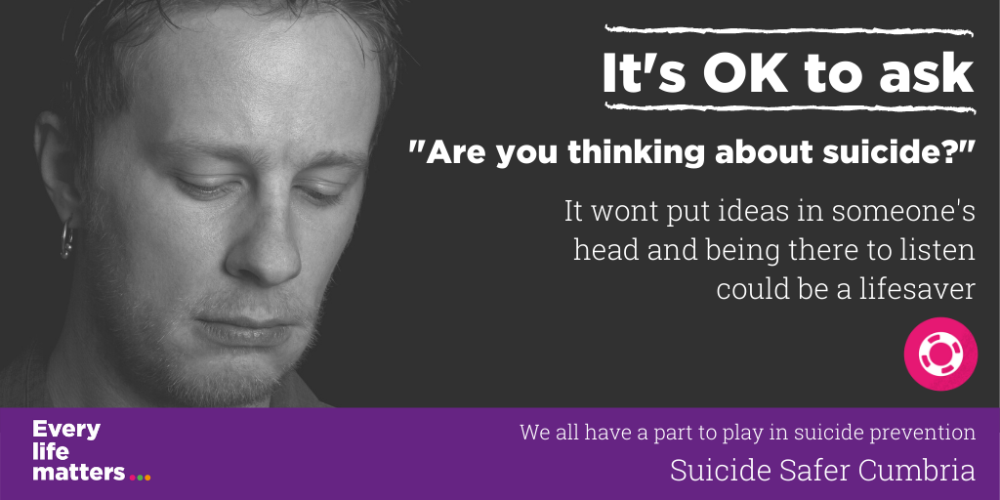 It's OK to ask
"Are you thinking about suicide?"
It wont put ideas in someone's
head and being there to listen
could be a lifesaver
Every
life
matters...
We all have a part to play in suicide prevention
Suicide Safer Cumbria